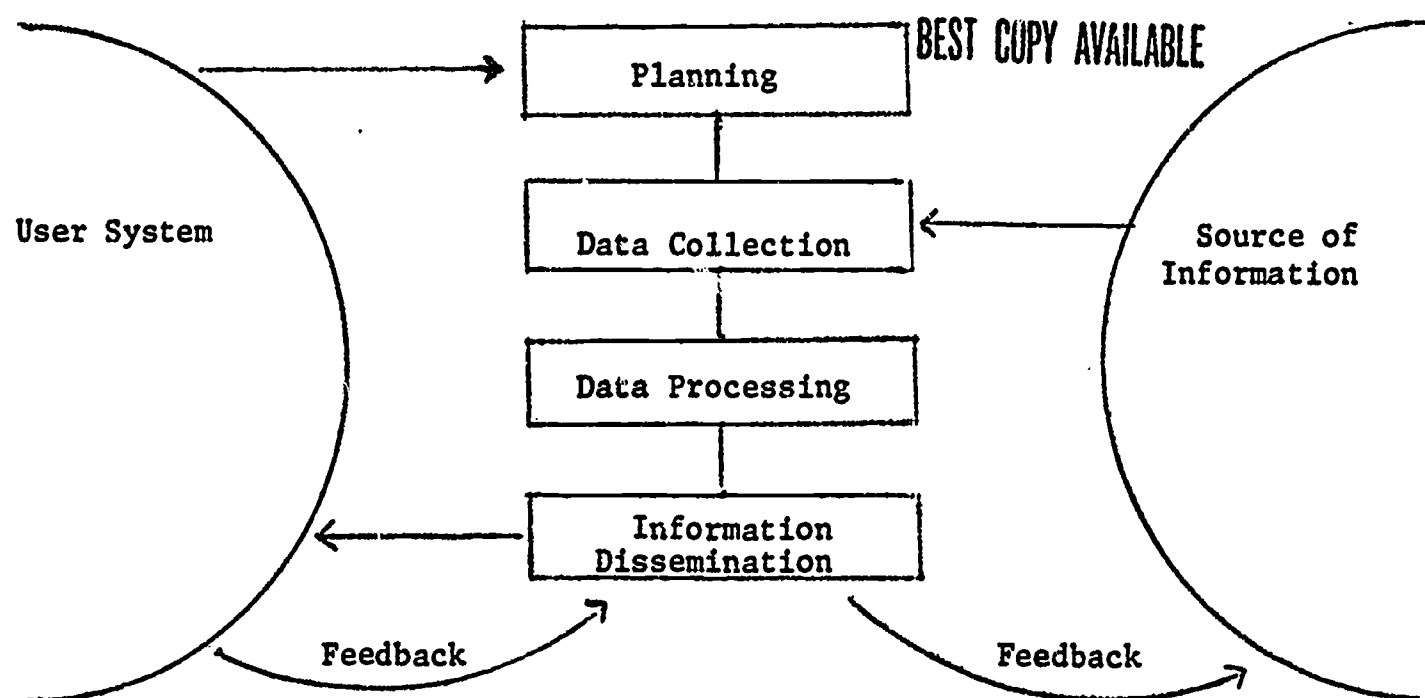 BEST COPY AVAILABLE
Planning
User System
Data Collection
Source of
Information
Data Processing
Information
Dissemination
Feedback
Feedback